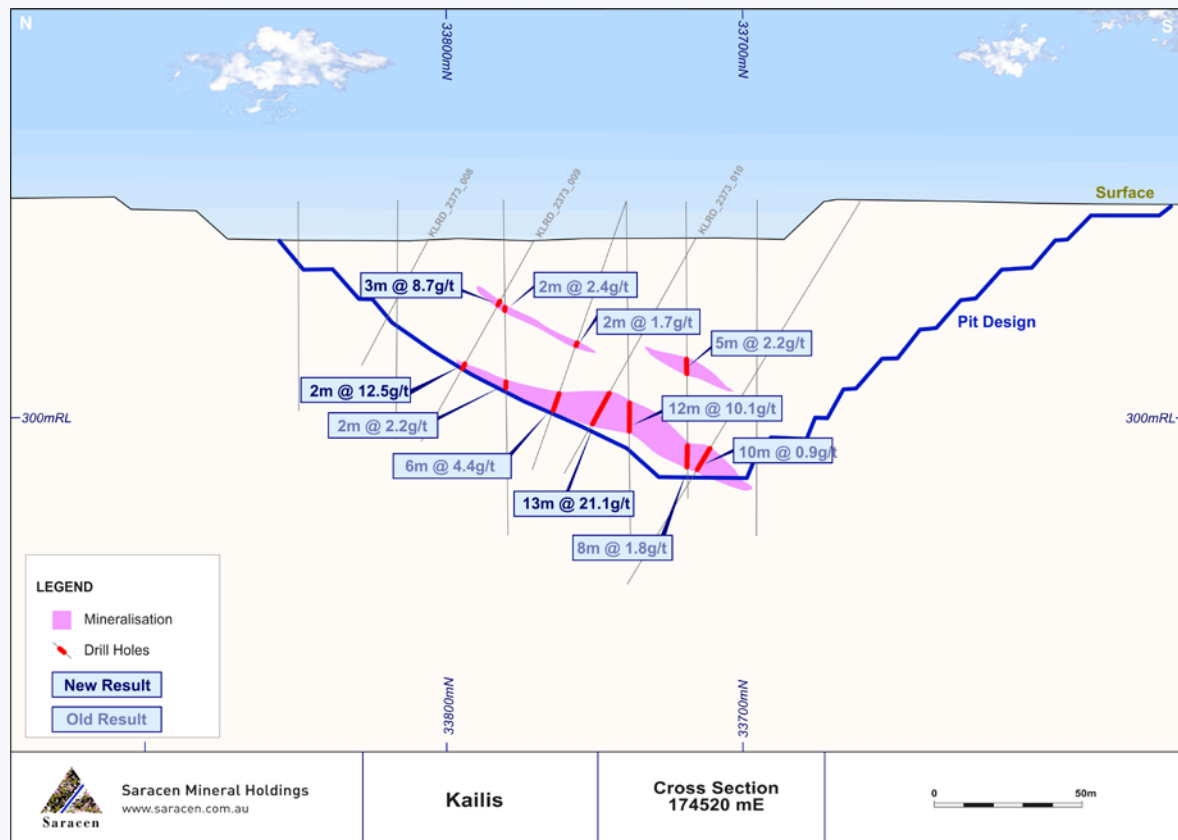 N
S
33800mN
33700mN
KLRD_2373_008
KLRD_2373_009
KLRD_2373_010
Surface
3m @ 8.7g/t
2m @ 2.4g/t
2m @ 1.7g/t
Pit Design
5m @ 2.2g/t
2m @ 12.5g/t
12m @ 10.1g/t
300mRL
300mRL
2m @ 2.2g/t
10m @ 0.9g/t
6m @ 4.4g/t
13m @ 21.1g/t
8m @ 1.8g/t
LEGEND
Mineralisation
Drill Holes
New Result
Old Result
33800mN
33700mN
Saracen
Saracen Mineral Holdings
www.saracen.com.au
Kailis
Cross Section
174520 mE
0
50m